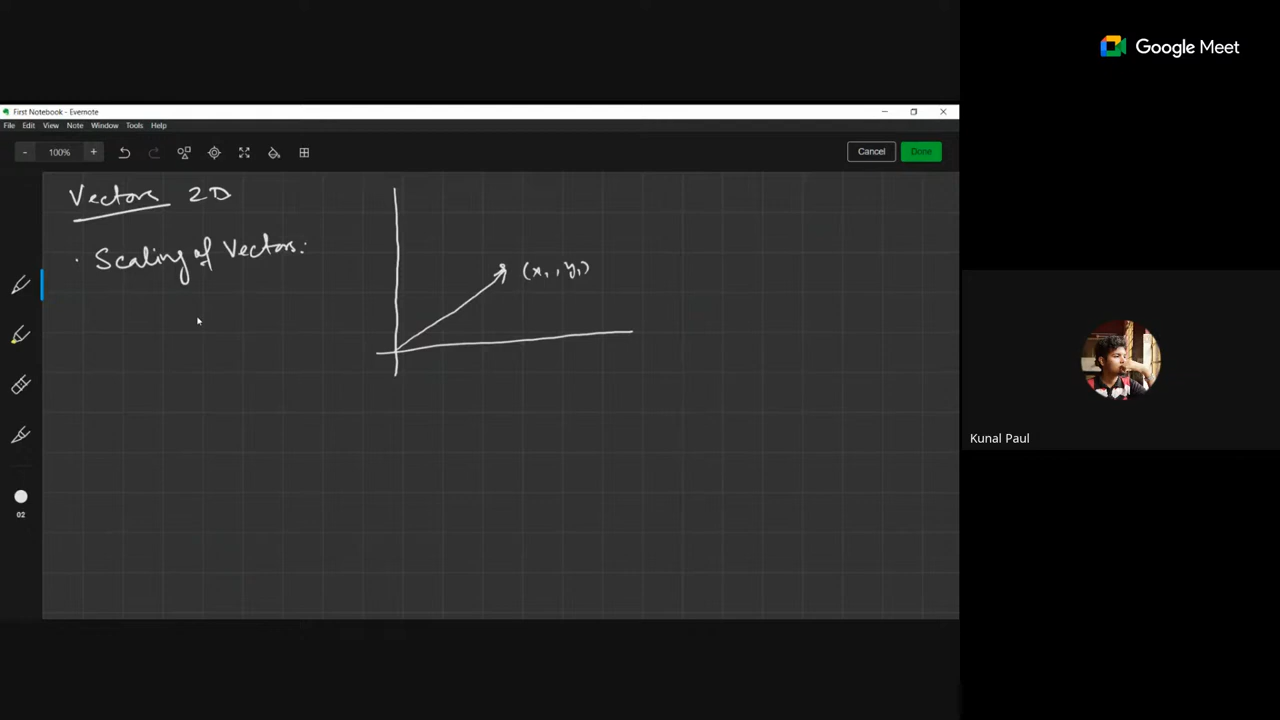 Google Meet
First Notebook - Evernote
File Edit View Note Window Tools Help
100%
Cancel
Done
Vectors 2D
· Scaling of Vectors:
(x₁, y₁)
02
Kunal Paul